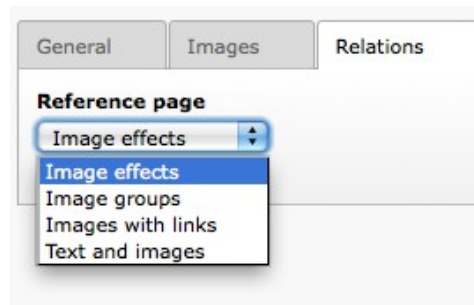 General Images Relations
Reference page
Image effects
Image effects
Image groups
Images with links
Text and images